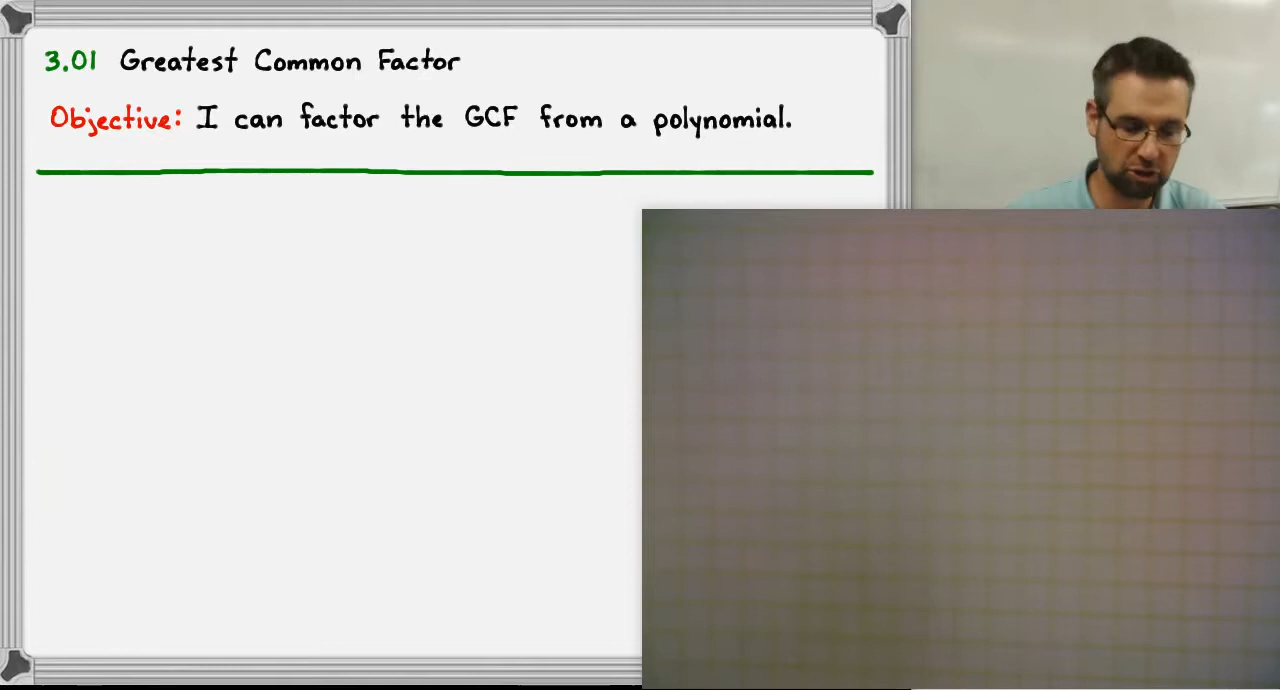 3.01 Greatest Common Factor
Objective: I can factor the GCF from a polynomial.